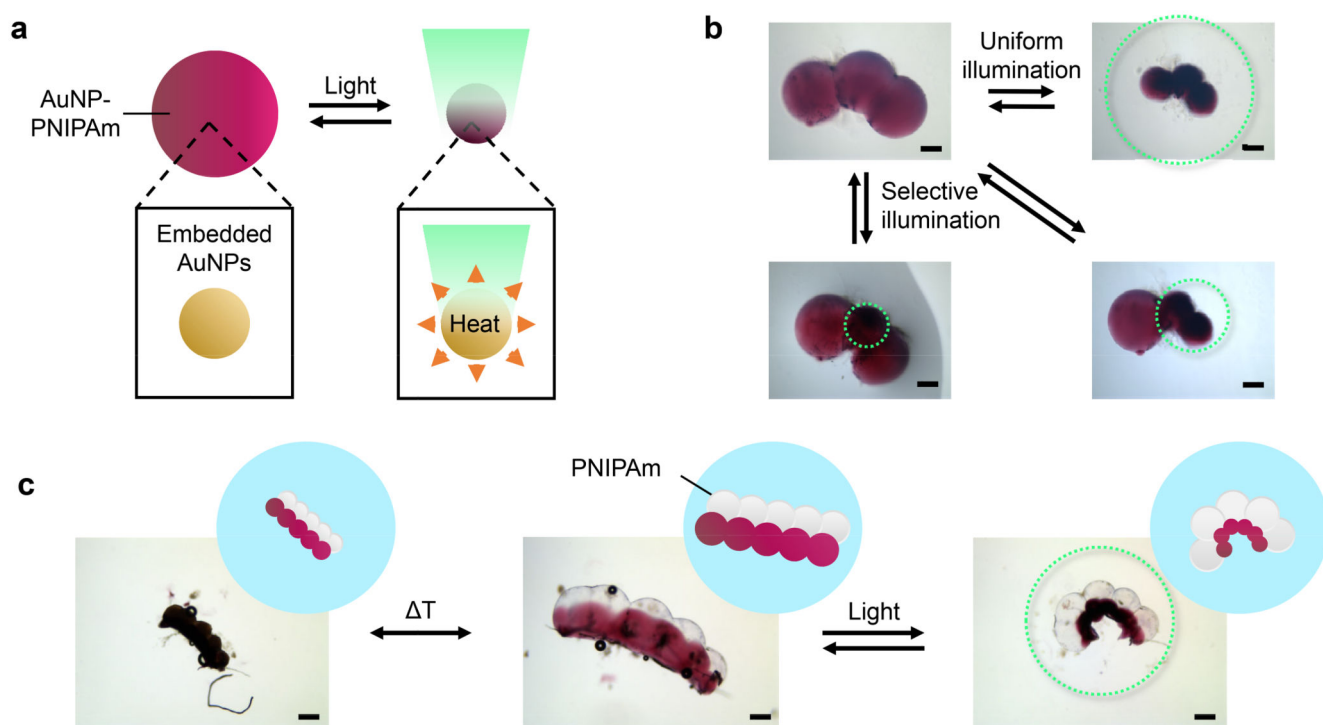 a
AuNP-
PNIPAm
Light
Embedded
AuNPs
Heat
b
Uniform
illumination
Selective
illumination
c
PNIPAm
ΔT
Light